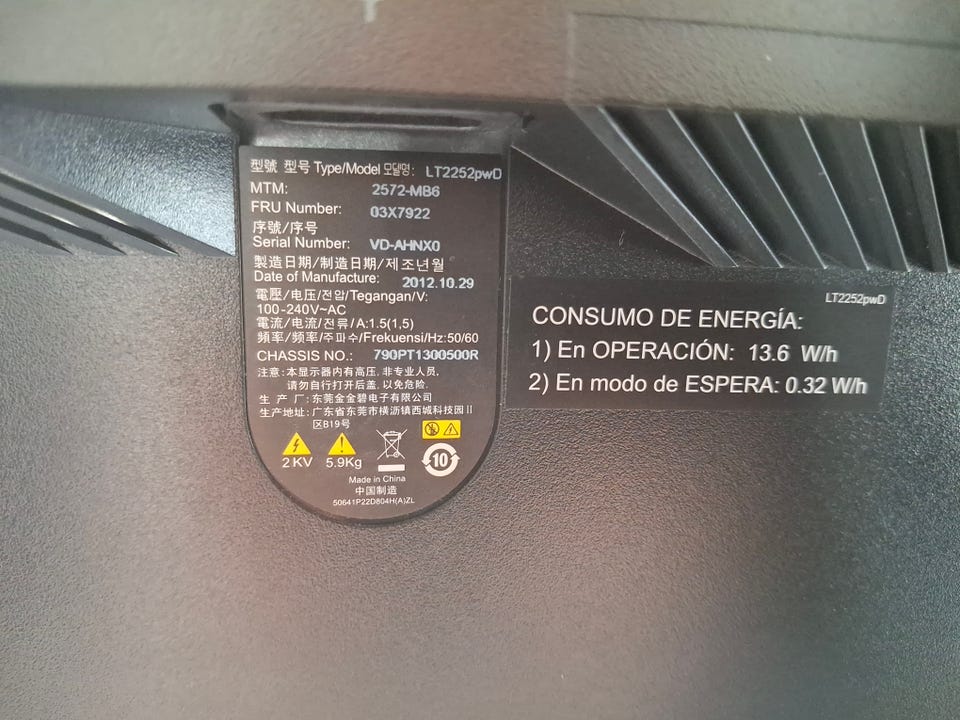 型號 型号 Type/Model 모델명: LT2252pwD
MTM: 2572-MB6
FRU Number: 03X7922
序號/序号
Serial Number: VD-AHNX0
製造日期/制造日期/제조년월
Date of Manufacture: 2012.10.29
電壓/电压/전압/Tegangan/V:
100-240V~AC
電流/电流/전류/A:1.5(1,5)
頻率/频率/주파수/Frekuensi/Hz:50/60
CHASSIS NO.: 790PT1300500R
注意:本显示器内有高压, 非专业人员,
请勿自行打开后盖, 以免危险.
生 产 厂:东莞金金碧电子有限公司
生产地址:广东省东莞市横沥镇西城科技园II
区B19号
2 KV 5.9Kg 10
Made in China
中国制造
50641P22D804H(A)ZL
LT2252pwD
CONSUMO DE ENERGÍA:
1) En OPERACIÓN: 13.6 W/h
2) En modo de ESPERA: 0.32 W/h